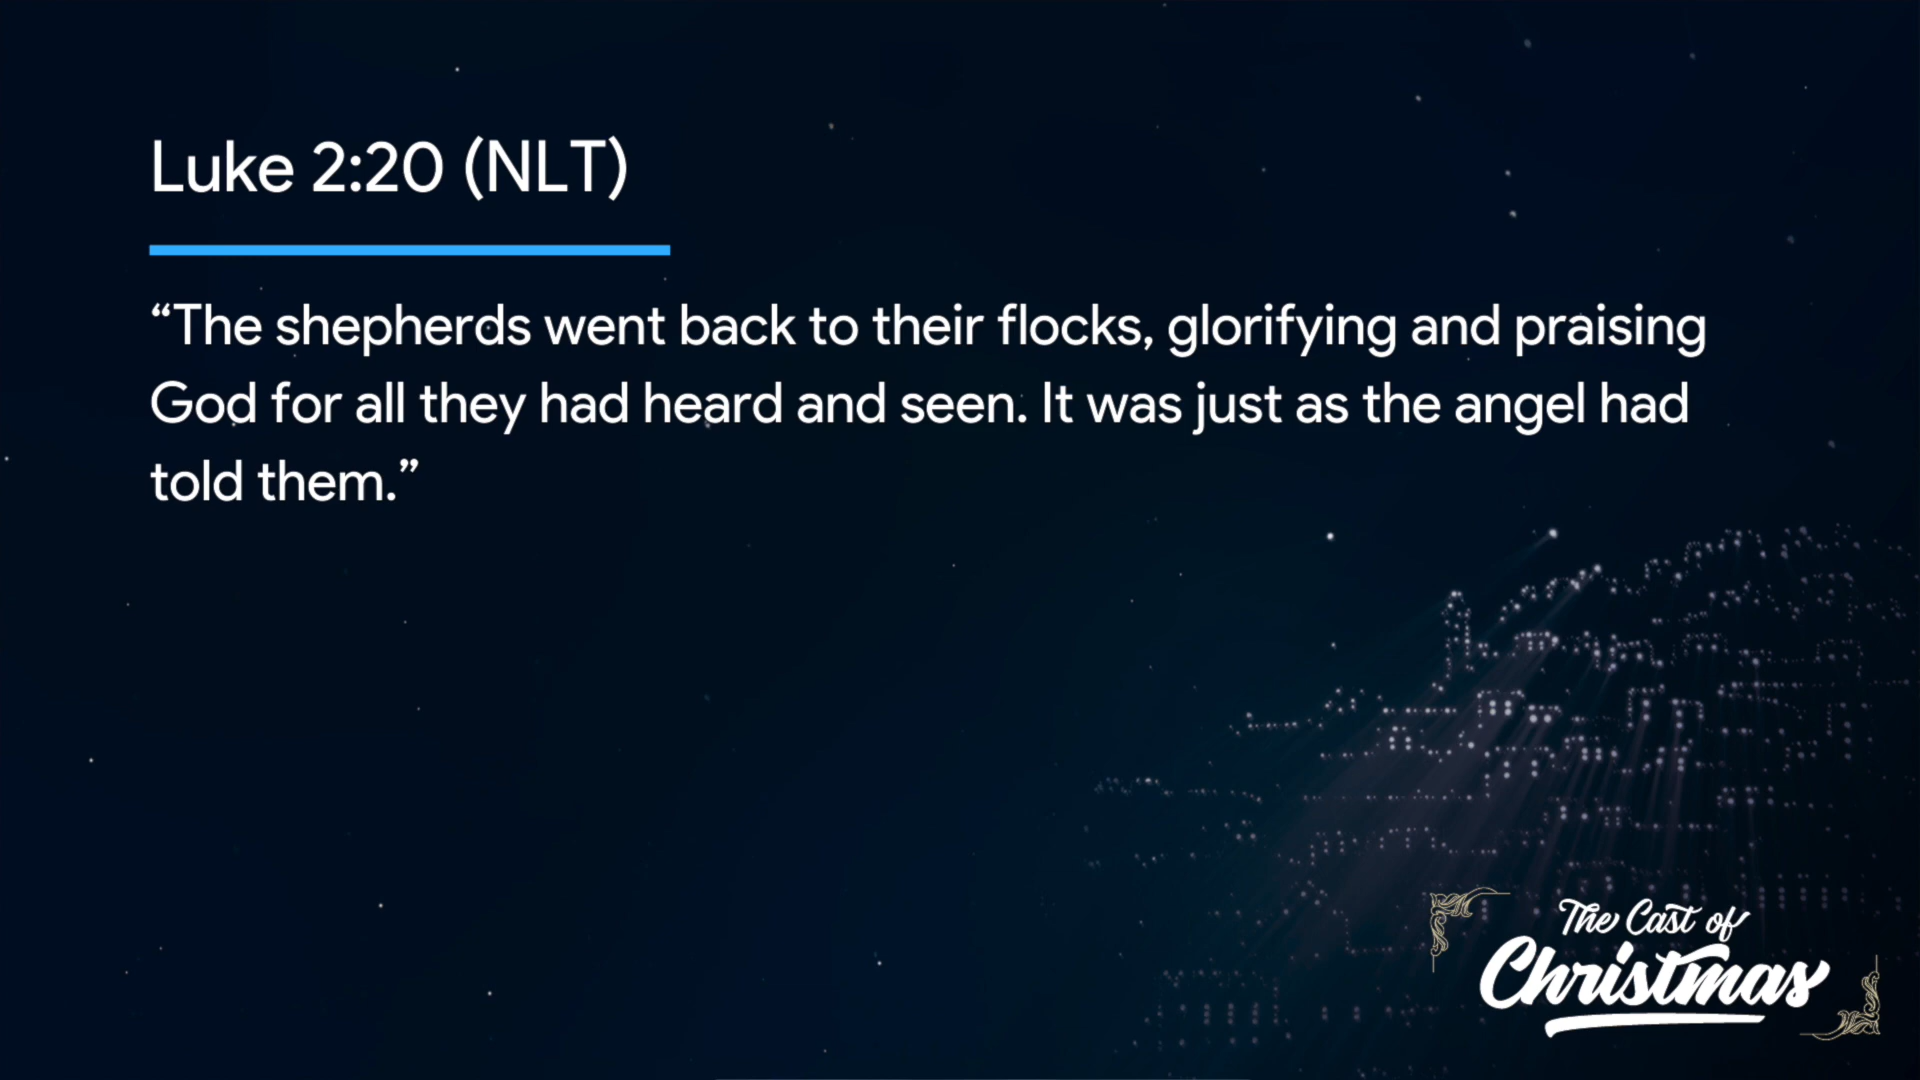 Luke 2:20 (NLT)
“The shepherds went back to their flocks, glorifying and praising
God for all they had heard and seen. It was just as the angel had
told them.”
The Cast of
Christmas